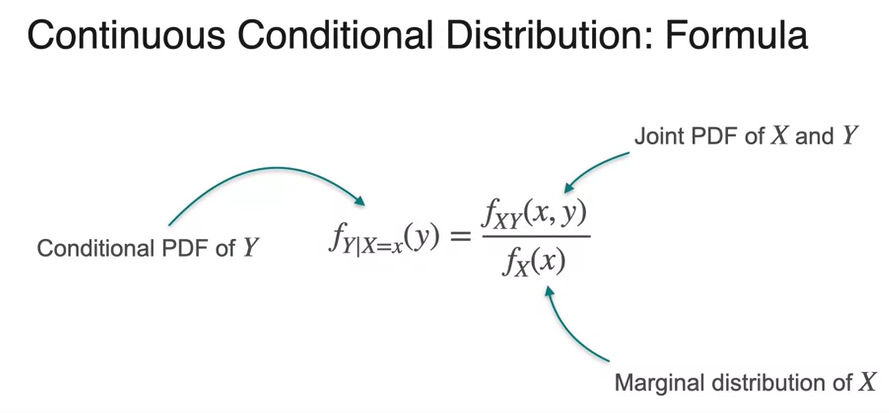 Continuous Conditional Distribution: Formula
Joint PDF of X and Y
Conditional PDF of Y
f_{Y|X=x}(y) = \frac{f_{XY}(x, y)}{f_X(x)}
Marginal distribution of X